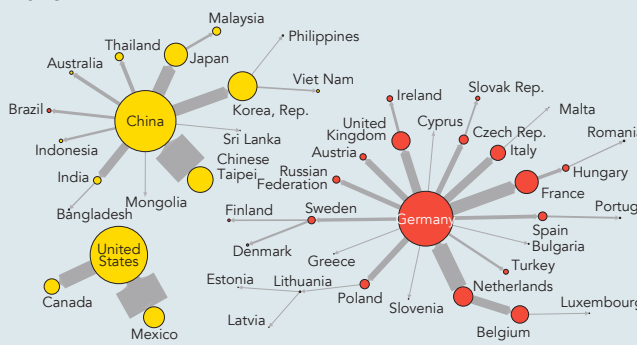 Malaysia
Thailand
Japan
Philippines
Australia
Viet Nam
Brazil
Korea, Rep.
China
Indonesia
Sri Lanka
Chinese
Taipei
India
Mongolia
Bangladesh
United
States
Canada
Mexico
Ireland
Slovak Rep.
Cyprus
Malta
United
Kingdom
Czech Rep.
Italy
Romania
Austria
Russian
Federation
France
Hungary
Germany
Finland
Sweden
Spain
Portug
Bulgaria
Denmark
Greece
Turkey
Estonia
Lithuania
Poland
Netherlands
Slovenia
Luxembourg
Latvia
Belgium